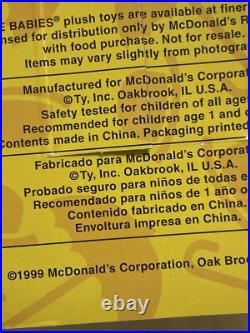 E BABIES® plush toys are available at finer
nsed for distribution only by McDonald's R
with food purchase. Not for resale.
Items may vary slightly from photogra
Manufactured for McDonald's Corporat
©Ty, Inc. Oakbrook, IL U.S.A.
Safety tested for children of all ages
Recommended for children age 1 and o
Contents made in China. Packaging printed
Fabricado para McDonald's Corporatio
©Ty, Inc. Oakbrook, IL U.S.A.
Probado seguro para niños de todas e
Recomendado para niños de 1 año o
Contenido fabricado en China.
Envoltura impresa en China.
©1999 McDonald's Corporation, Oak Broo